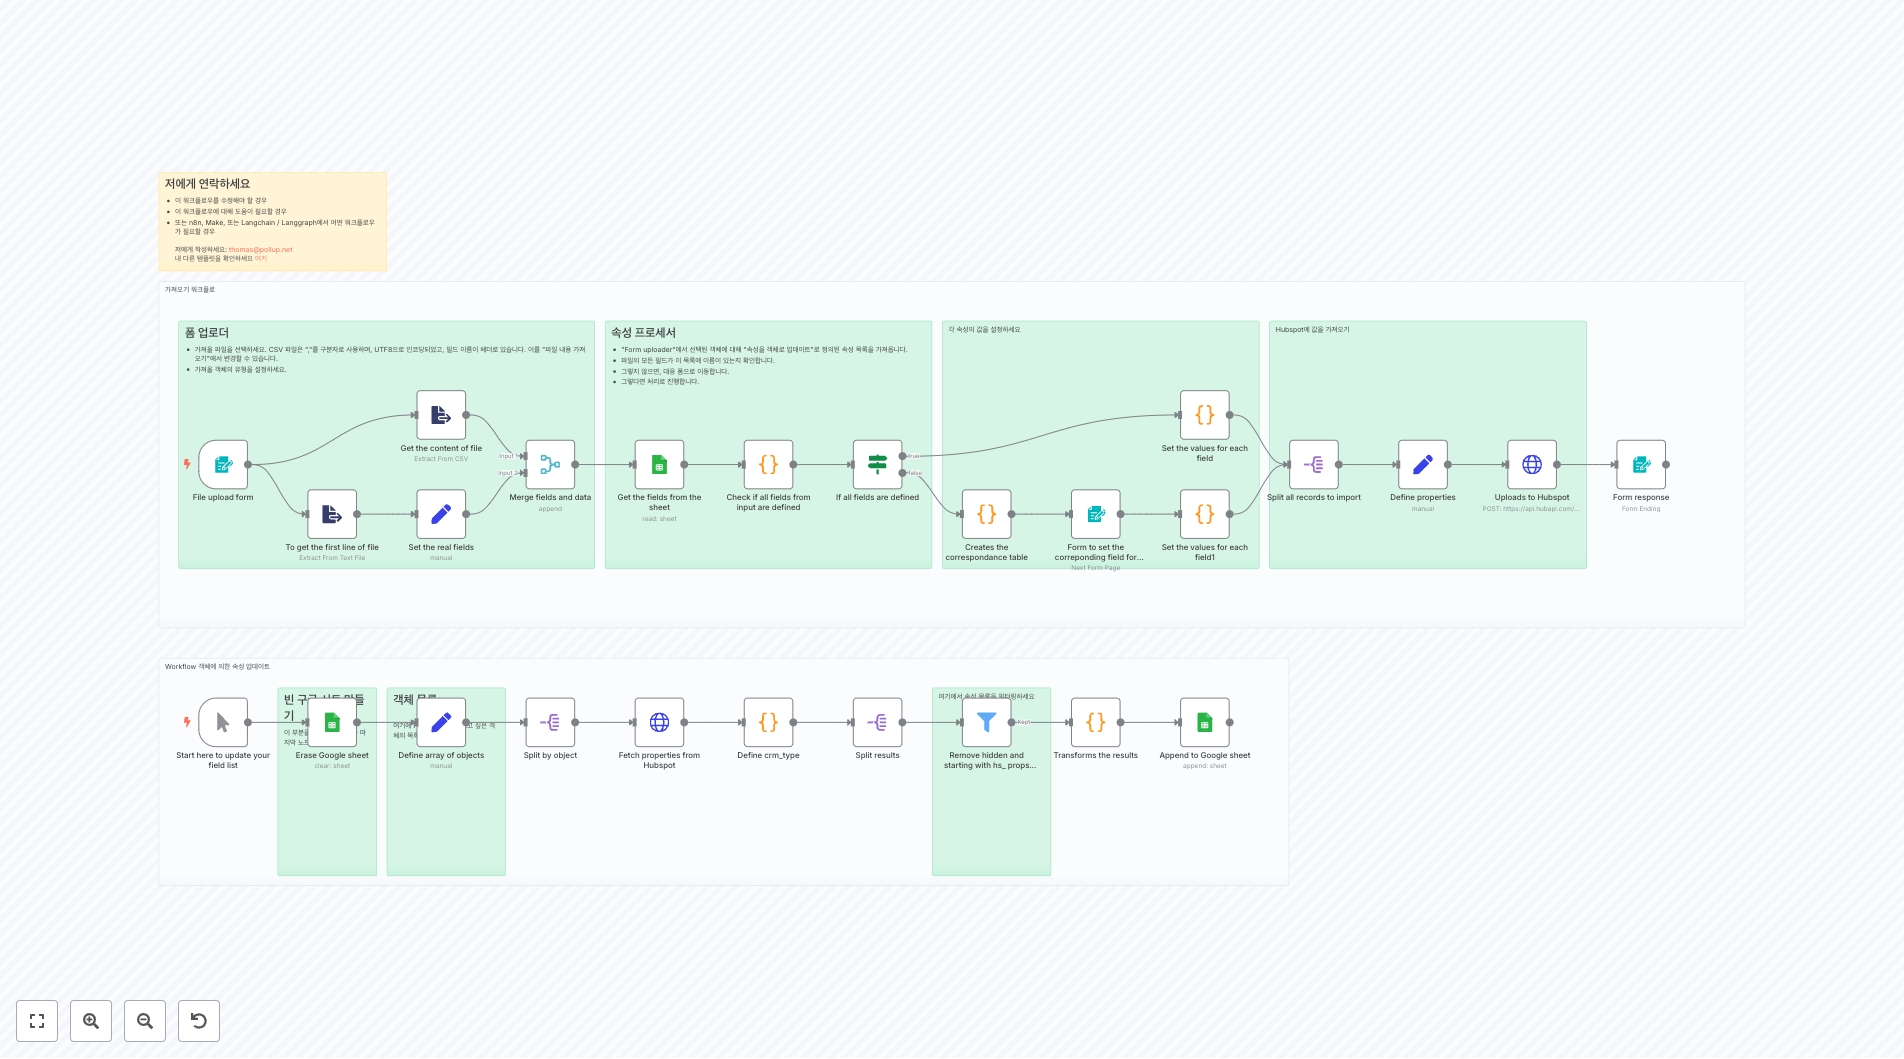 저에게 연락하세요
이 워크플로우를 수정해야 할 경우
이 워크플로우에 대해 도움이 필요할 경우
또는 n8n, Make, 또는 Langchain / Langgraph에서 어떤 워크플로우
가 필요할 경우
저에게 작성하세요: thomas@pollup.net
내 다른 템플릿을 확인하세요 여기
가져오기 워크플로
폼 업로더
가져올 파일을 선택하세요. CSV 파일은 ","를 구분자로 사용하며, UTF8으로 인코딩되었고, 필드 이름이 헤더로 있습니다. 이를 "파일 내용 가져
오기"에서 변경할 수 있습니다.
가져올 객체의 유형을 설정하세요.
속성 프로세서
"Form uploader"에서 선택된 객체에 대해 "속성을 객체로 업데이트"로 정의된 속성 목록을 가져옵니다.
파일의 모든 필드가 이 목록에 이름이 있는지 확인합니다.
그렇지 않으면, 대응 폼으로 이동합니다.
그렇다면 처리로 진행합니다.
각 속성의 값을 설정하세요
Hubspot에 값을 가져오기
Get the content of file
Extract From CSV
Set the values for each
field
Input 1
Input 2
true
false
File upload form
Merge fields and data
append
Get the fields from the
sheet
read: sheet
Check if all fields from
input are defined
If all fields are defined
Split all records to import
Define properties
manual
Uploads to Hubspot
POST: https://api.hubapi.com/...
Form response
Form Ending
To get the first line of file
Extract From Text File
Set the real fields
manual
Creates the
correspondance table
Form to set the
correponding field for...
Next Form Page
Set the values for each
field1
Workflow 객체에 의한 속성 업데이트
빈
기
이 부분을
마
지막 노드
객체 목록
고 싶은 객
체의 목록
여기에서 속성 목록을 필터링하세요
Kept
Start here to update your
field list
Erase Google sheet
clear: sheet
Define array of objects
manual
Split by object
Fetch properties from
Hubspot
Define crm_type
Split results
Remove hidden and
starting with hs_ props...
Transforms the results
Append to Google sheet
append: sheet